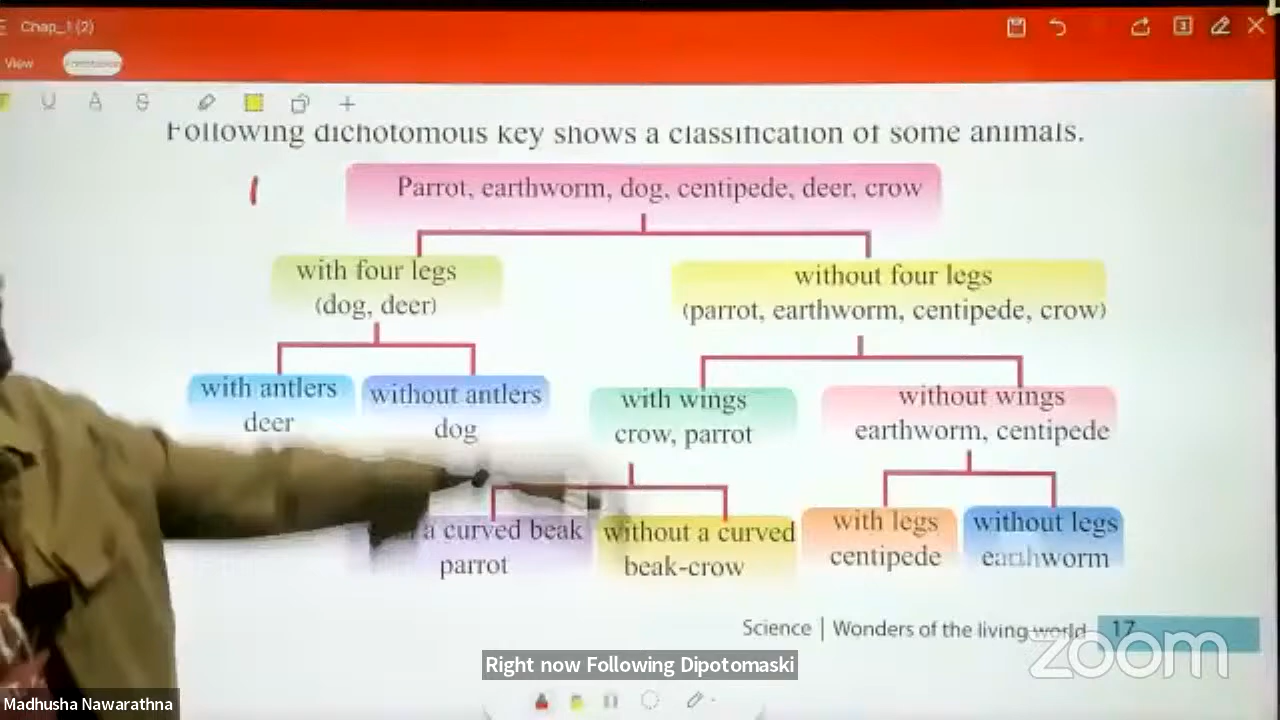 Chap_1 (2)
View
Following dichotomous key shows a classification of some animals.
Parrot, earthworm, dog, centipede, deer, crow
with four legs
(dog, deer)
without four legs
(parrot, earthworm, centipede, crow)
with antlers
deer
without antlers
dog
with wings
crow, parrot
without wings
earthworm, centipede
a curved beak
parrot
without a curved
beak-crow
with legs
centipede
without legs
earthworm
Science | Wonders of the living world 17
zoom
Right now Following Dipotomaski
Madhusha Nawarathna